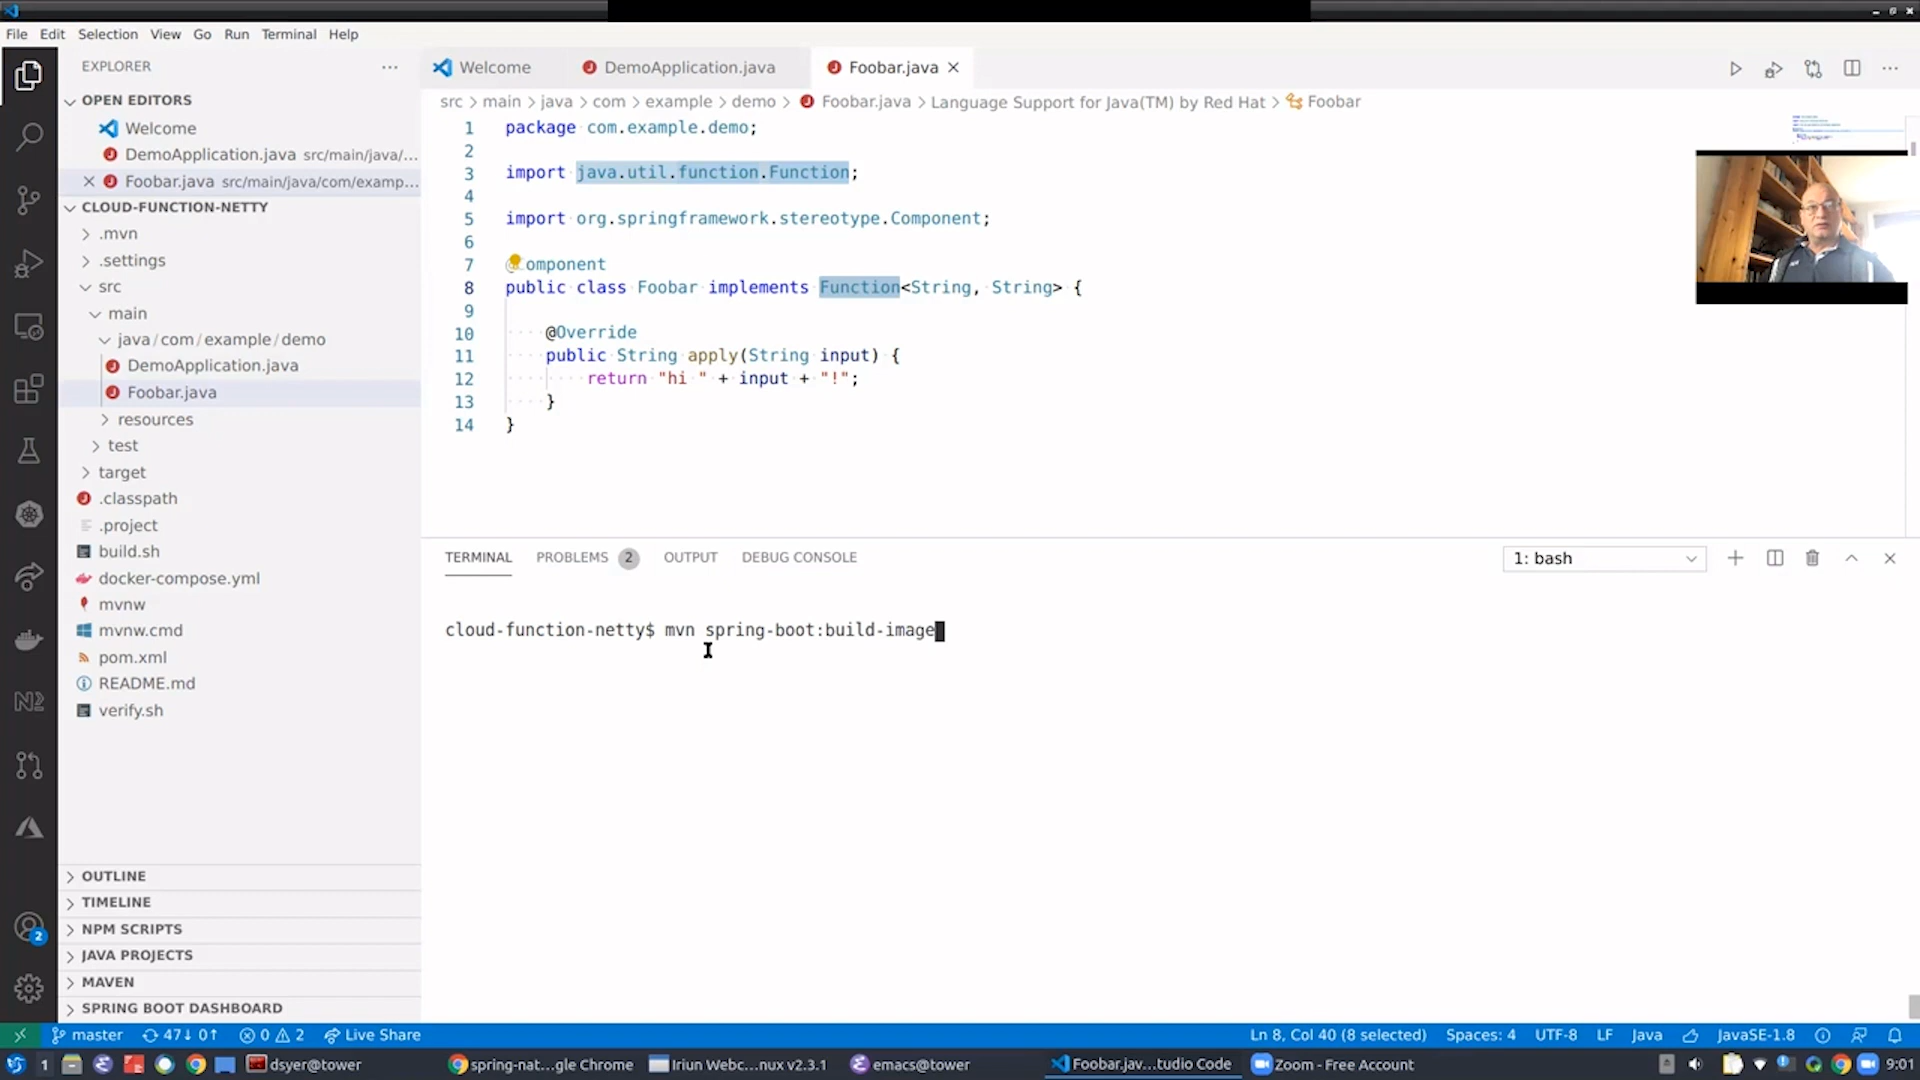 File Edit Selection View Go Run Terminal Help
EXPLORER
OPEN EDITORS
Welcome
DemoApplication.java src/main/java/...
Foobar.java src/main/java/com/examp...
CLOUD-FUNCTION-NETTY
.mvn
.settings
src
main
java/com/example/demo
DemoApplication.java
Foobar.java
resources
test
target
.classpath
.project
build.sh
docker-compose.yml
mvnw
mvnw.cmd
pom.xml
README.md
verify.sh
OUTLINE
TIMELINE
NPM SCRIPTS
JAVA PROJECTS
MAVEN
SPRING BOOT DASHBOARD
2
Welcome DemoApplication.java Foobar.java
src > main > java > com > example > demo > Foobar.java > Language Support for Java(TM) by Red Hat > Foobar
1 package com.example.demo;
2
3 import java.util.function.Function;
4
5 import org.springframework.stereotype.Component;
6
7 @Component
8 public class Foobar implements Function<String, String> {
9
10 @Override
11 public String apply(String input) {
12 return "hi " + input + "!";
13 }
14 }
TERMINAL PROBLEMS 2 OUTPUT DEBUG CONSOLE 1: bash
cloud-function-netty$ mvn spring-boot:build-image
master 47↓ 0↑ 0 2 Live Share Ln 8, Col 40 (8 selected) Spaces: 4 UTF-8 LF Java JavaSE-1.8
1 dsyer@tower spring-nat...gle Chrome Iriun Webc...nux v2.3.1 emacs@tower Foobar.jav...tudio Code Zoom - Free Account 9:01